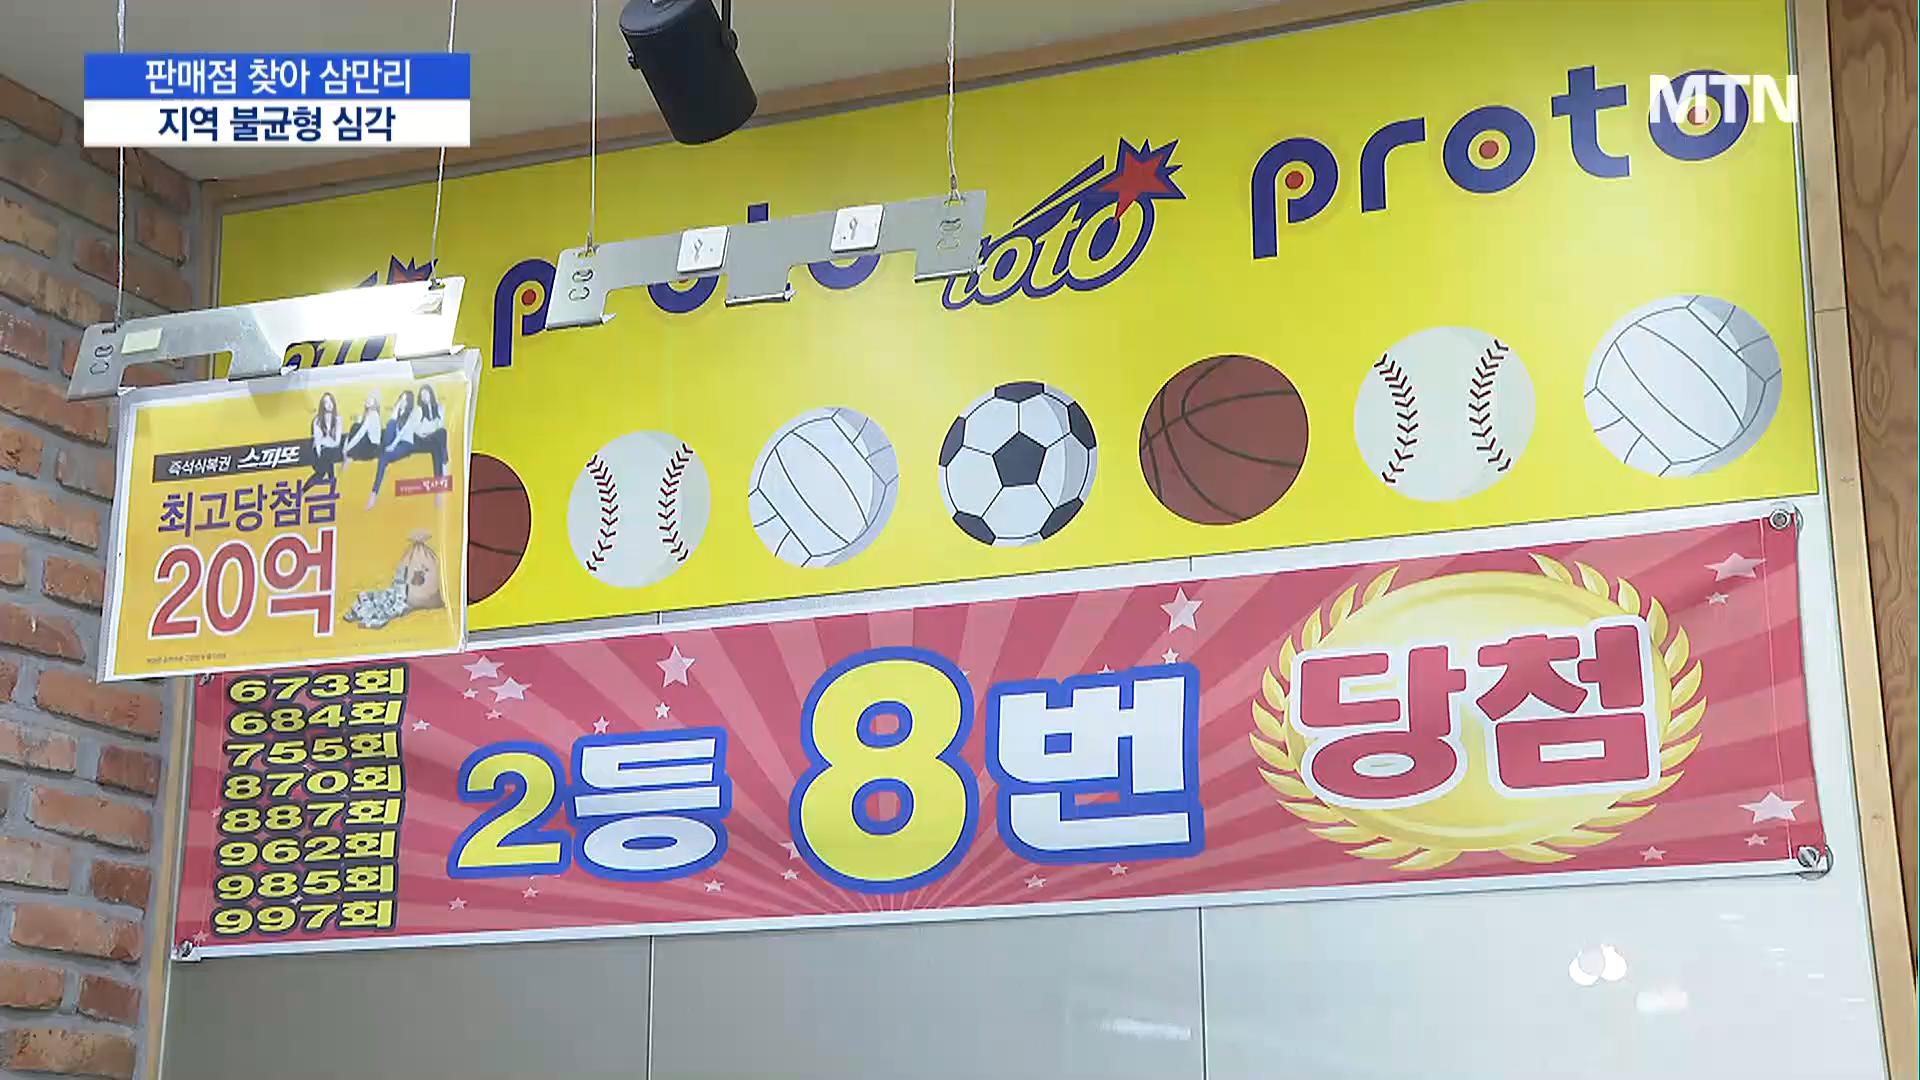 판매점 찾아 삼만리
지역 불균형 심각
MTN
proto
toto
proto
즉석식복권 스피또
최고당첨금
20억
673회
684회
755회
870회
887회
962회
985회
997회
2등 8번 당첨